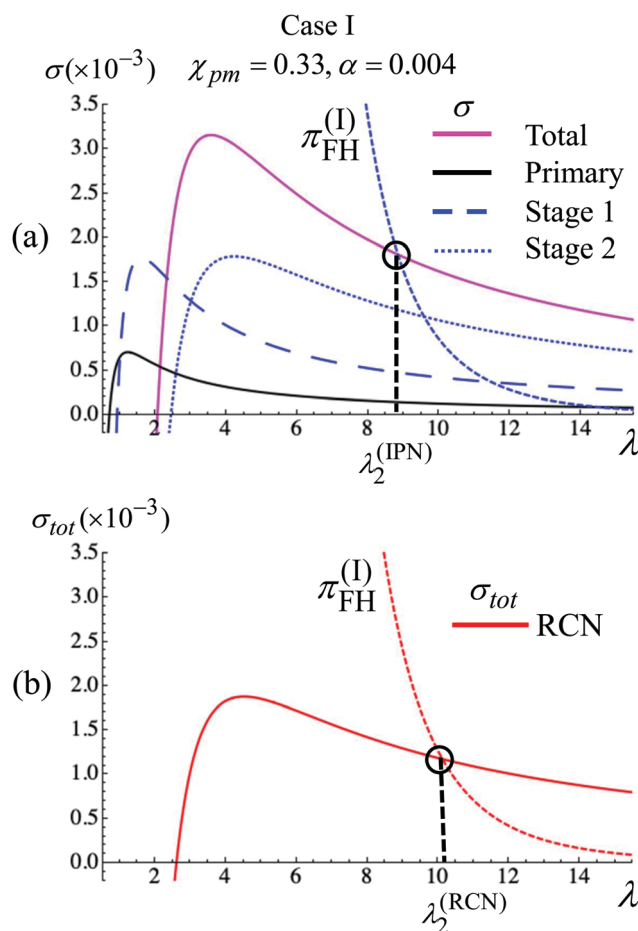 Case I
σ(×10⁻³) χ_pm = 0.33, α = 0.004
(a)
3.5
3.0
2.5
2.0
1.5
1.0
0.5
0.0
π_FH^(I)
σ
Total
Primary
Stage 1
Stage 2
2 4 6 8 10 12 14 λ
λ₂^(IPN)
σ_tot(×10⁻³)
(b)
3.5
3.0
2.5
2.0
1.5
1.0
0.5
0.0
π_FH^(I)
σ_tot
RCN
2 4 6 8 10 12 14 λ
λ₂^(RCN)